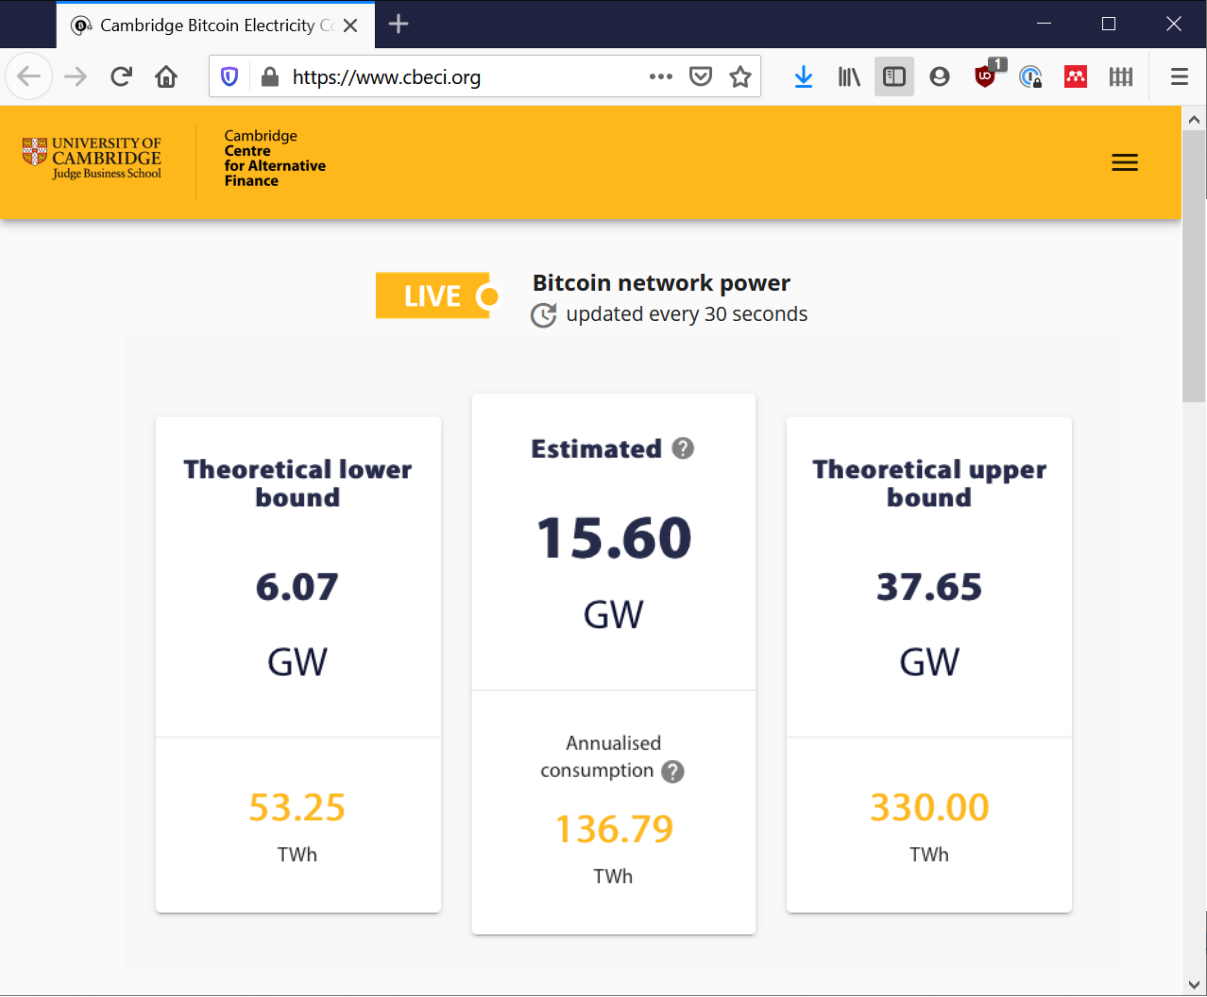 Cambridge Bitcoin Electricity Co
https://www.cbeci.org
1
UNIVERSITY OF
CAMBRIDGE
Judge Business School
Cambridge
Centre
for Alternative
Finance
LIVE
Bitcoin network power
updated every 30 seconds
Theoretical lower
bound
6.07
GW
53.25
TWh
Estimated ?
15.60
GW
Annualised
consumption ?
136.79
TWh
Theoretical upper
bound
37.65
GW
330.00
TWh